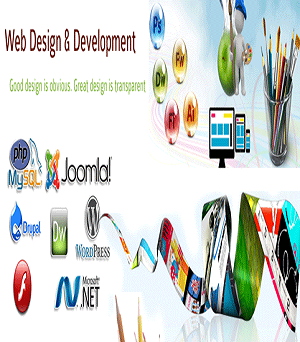 Web Design & Development
Good design is obvious. Great design is transparent
Ps
Dw
Fw
FT
Ai
php
MySQL
Joomla!
Drupal
Dw
WORDPRESS
Microsoft
.NET